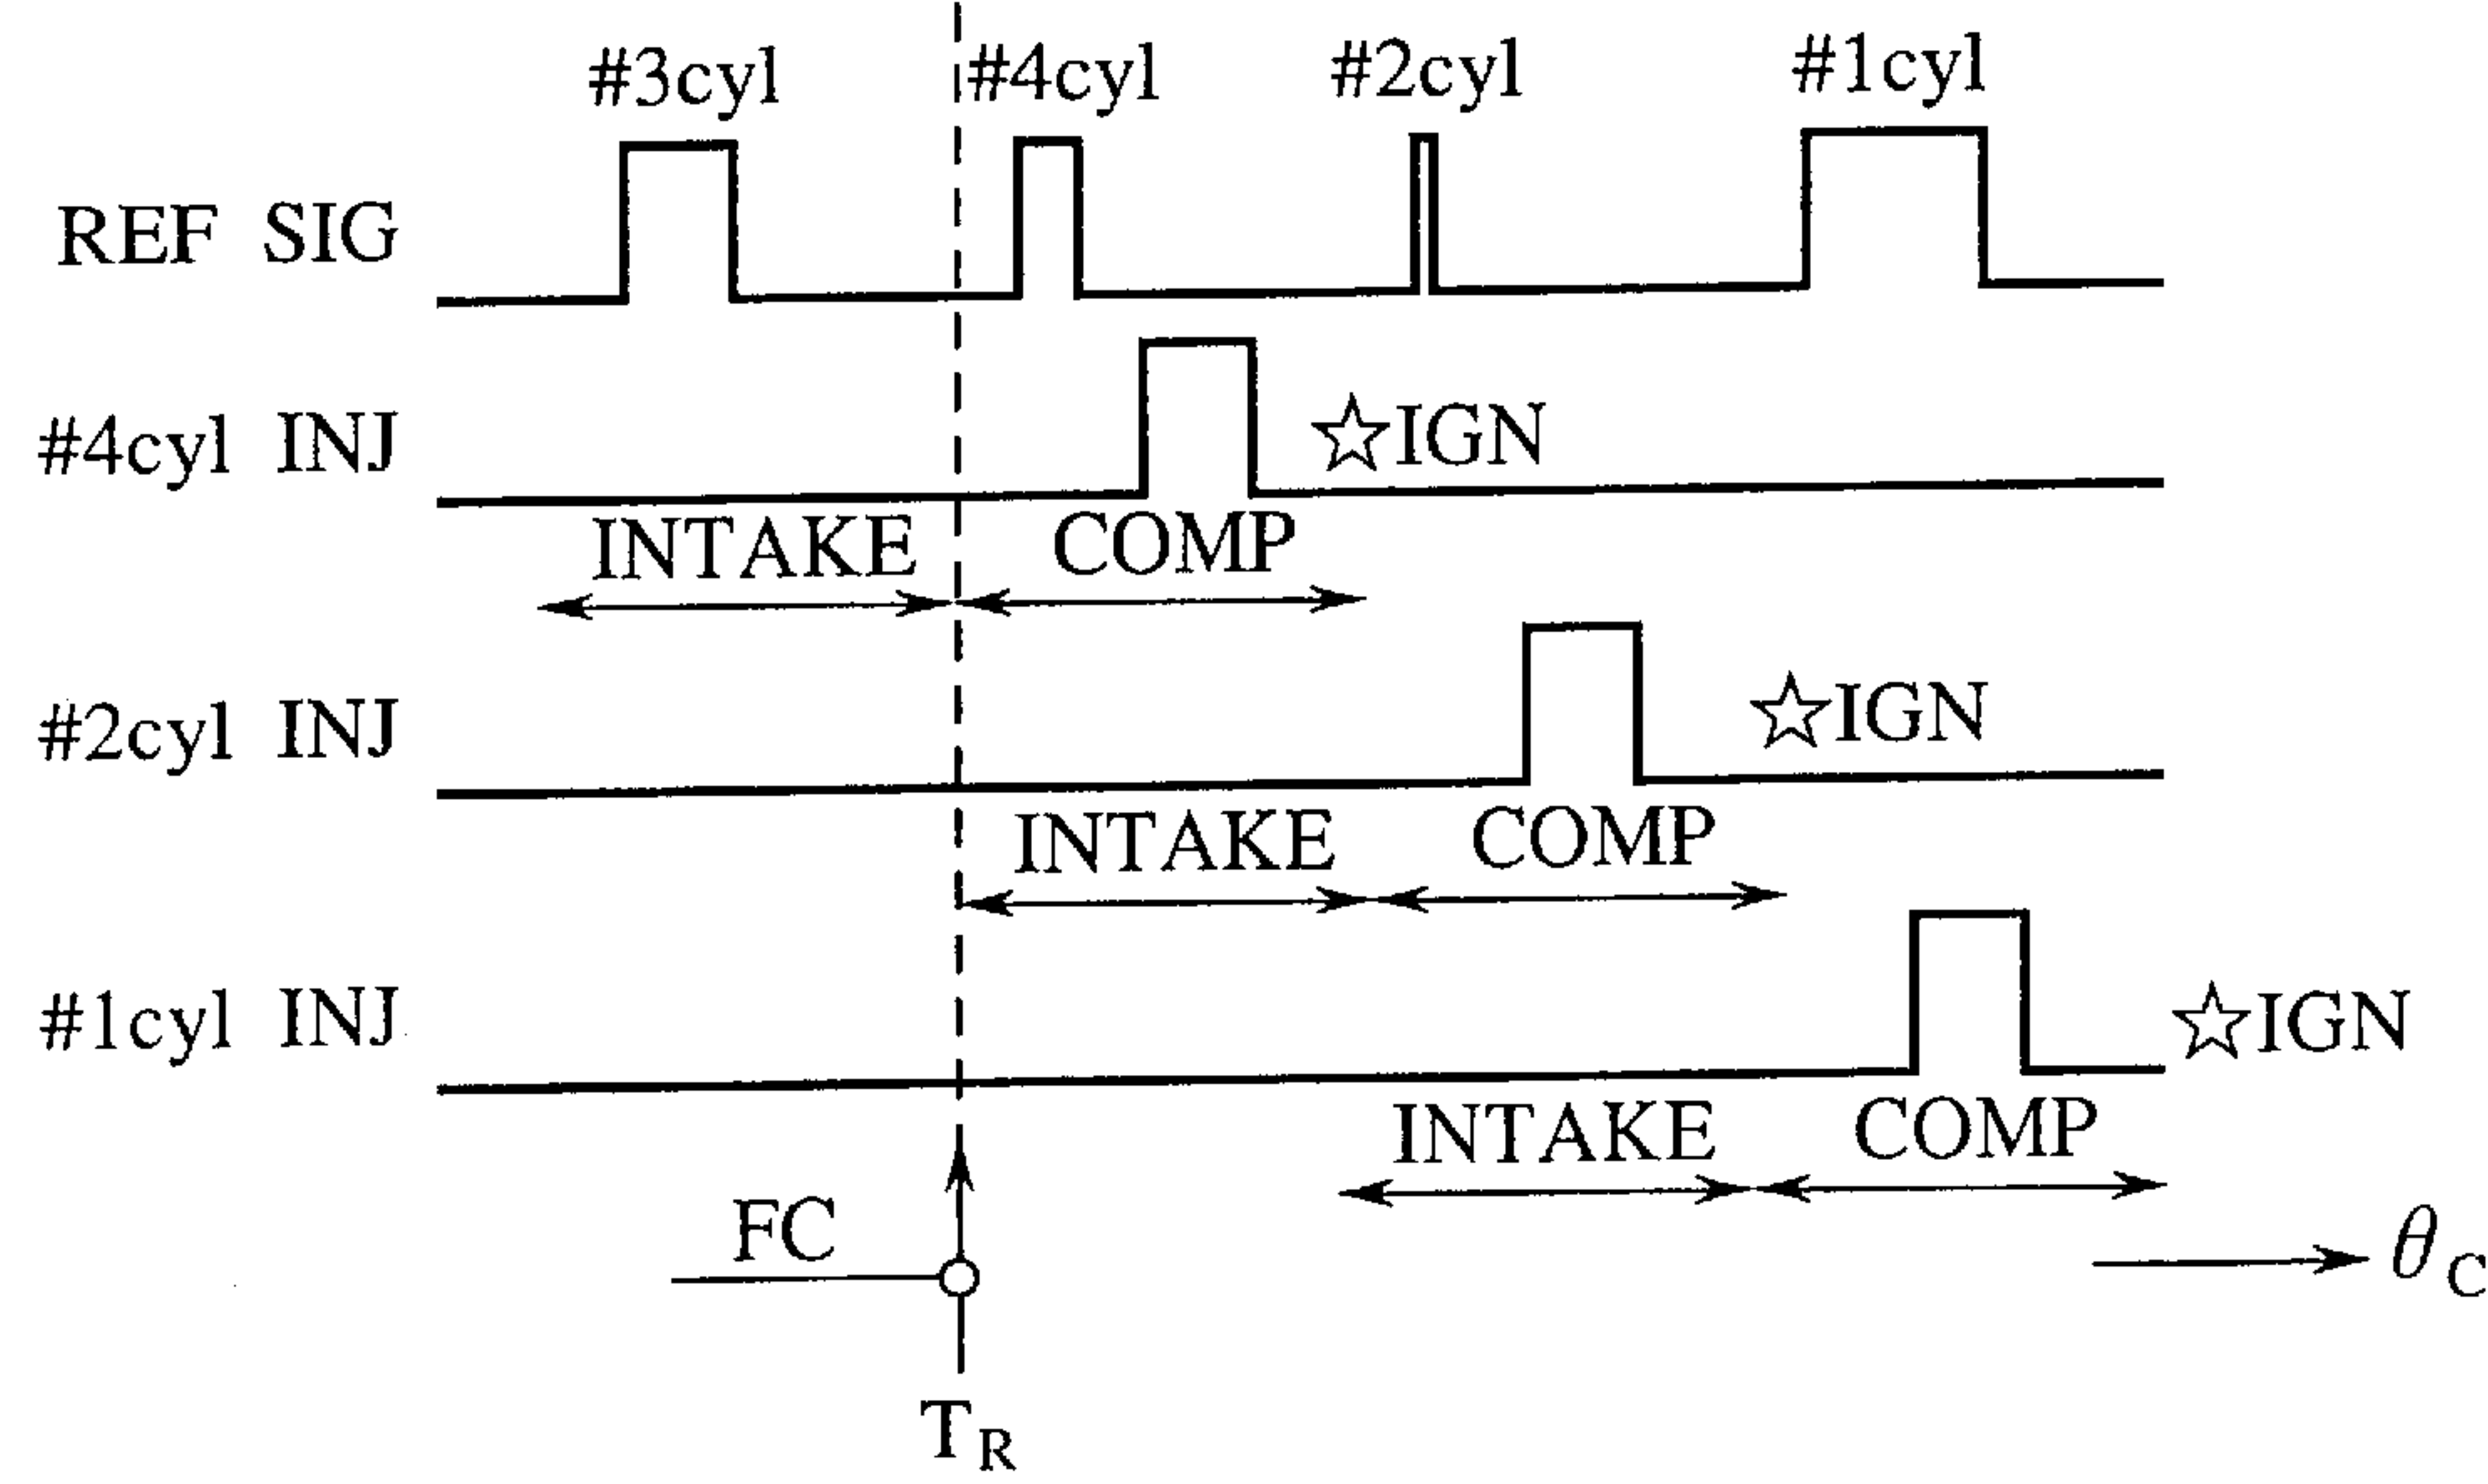 #3cyl #4cyl #2cyl #1cyl
REF SIG
#4cyl INJ ☆IGN
INTAKE COMP
#2cyl INJ ☆IGN
INTAKE COMP
#1cyl INJ ☆IGN
INTAKE COMP
FC θC
TR